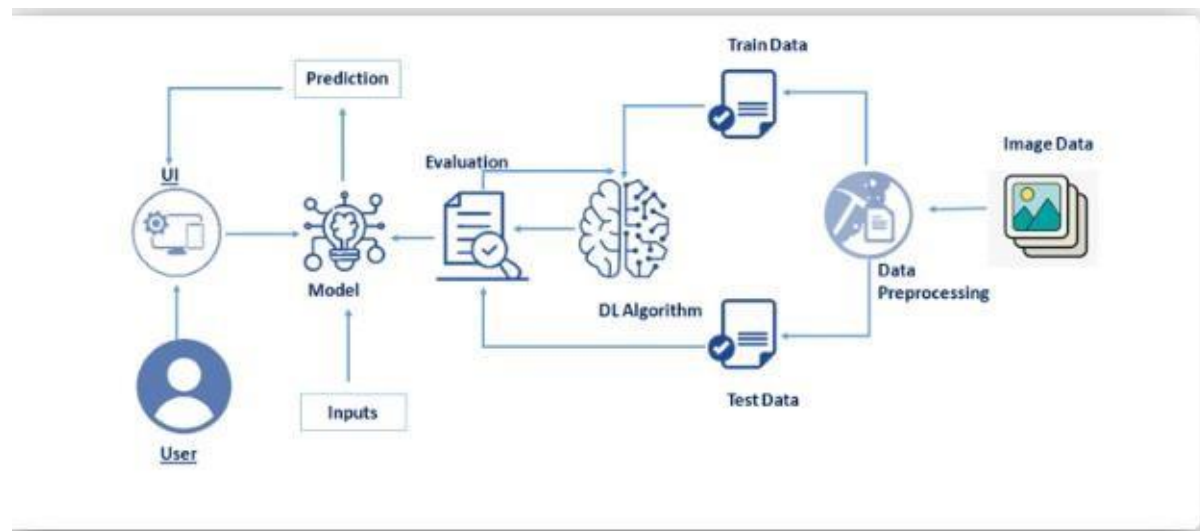 Train Data
Prediction
Image Data
Evaluation
UI
Data
Preprocessing
Model
DL Algorithm
Test Data
Inputs
User